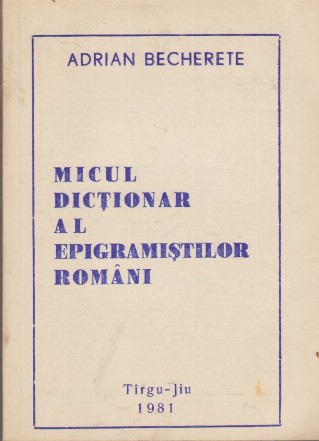 ADRIAN BECHERETE
MICUL
DICȚIONAR
AL
EPIGRAMIȘTILOR
ROMÂNI
Tîrgu-Jiu
1981